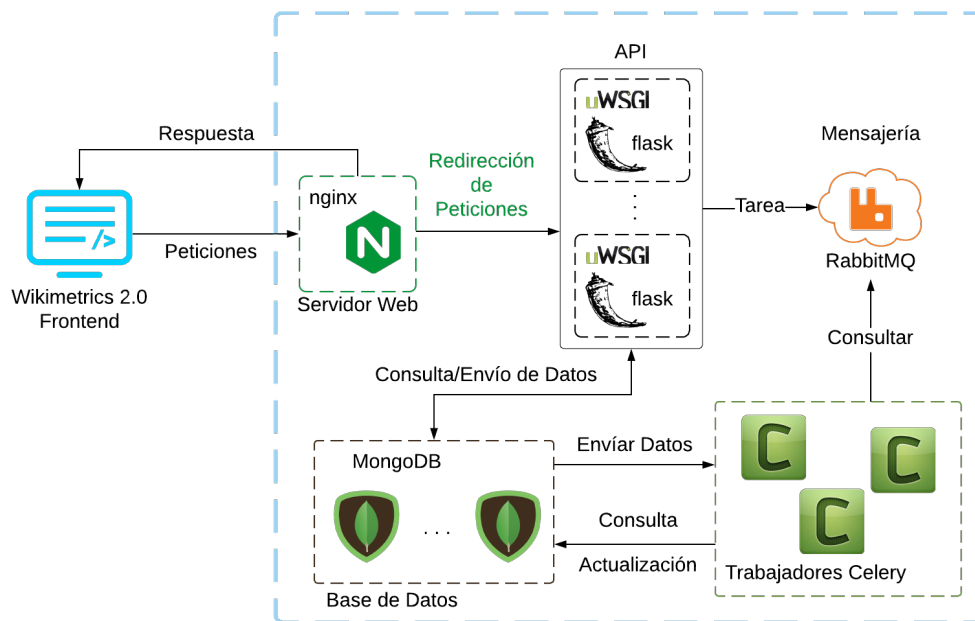 API
uWSGI
flask
Mensajería
Respuesta
Redirección
de
Peticiones
nginx
Tarea
Peticiones
uWSGI
flask
RabbitMQ
Wikimetrics 2.0
Frontend
</>
Servidor Web
Consultar
Consulta/Envío de Datos
MongoDB
Envíar Datos
. . .
Consulta
Actualización
Trabajadores Celery
Base de Datos